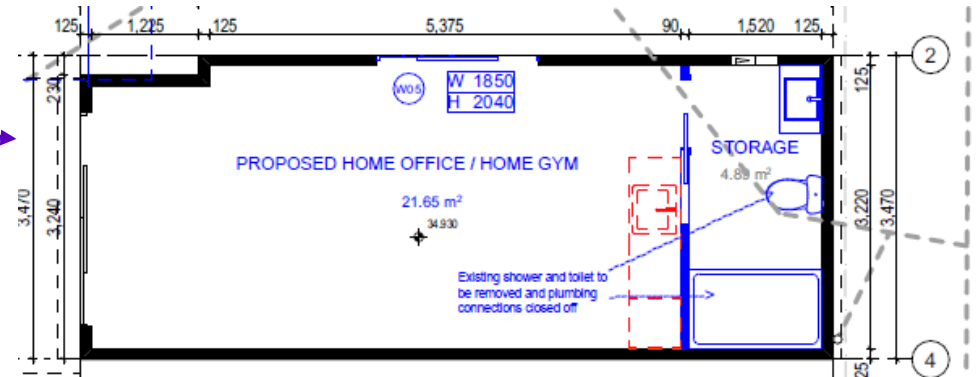 125 1,225 125 5,375 90 1,520 125
2
230
125
W05
W 1850
H 2040
STORAGE
4.89 m²
PROPOSED HOME OFFICE / HOME GYM
21.65 m²
34.930
3,470
3,240
3,220
3,470
Existing shower and toilet to
be removed and plumbing
connections closed off
4
25